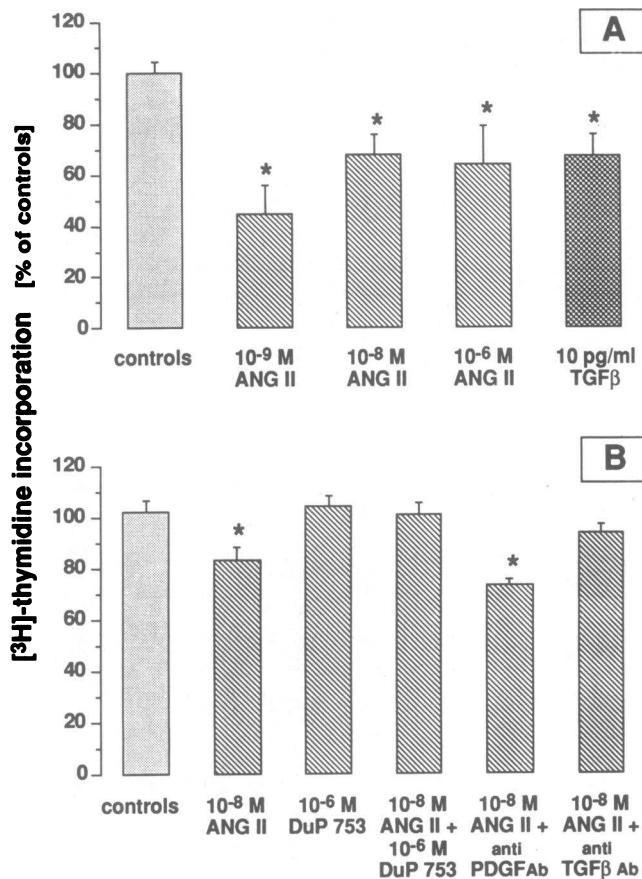 [³H]-thymidine incorporation [% of controls]
A
120
100
80
60
40
20
0
*
*
*
*
controls
10-9 M
ANG II
10-8 M
ANG II
10-6 M
ANG II
10 pg/ml
TGFβ
B
120
100
80
60
40
20
0
*
*
controls
10-8 M
ANG II
10-6 M
DuP 753
10-8 M
ANG II +
10-6 M
DuP 753
10-8 M
ANG II +
anti
PDGFAb
10-8 M
ANG II +
anti
TGFβ Ab